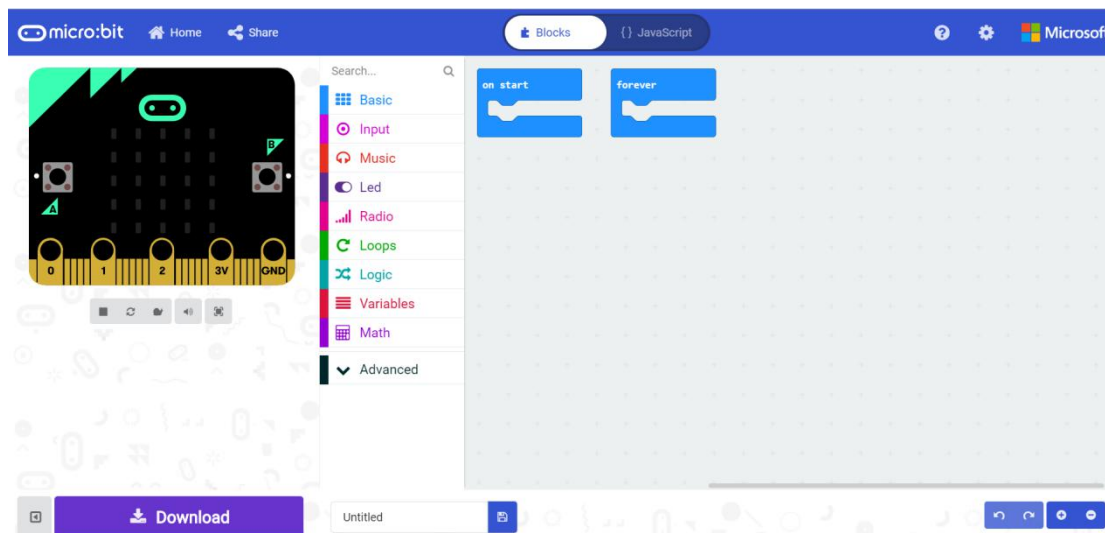 micro:bit Home Share Blocks {} JavaScript Microsoft
Search...
Basic
Input
Music
Led
Radio
Loops
Logic
Variables
Math
Advanced
on start
forever
B
A
0 1 2 3V GND
Download
Untitled